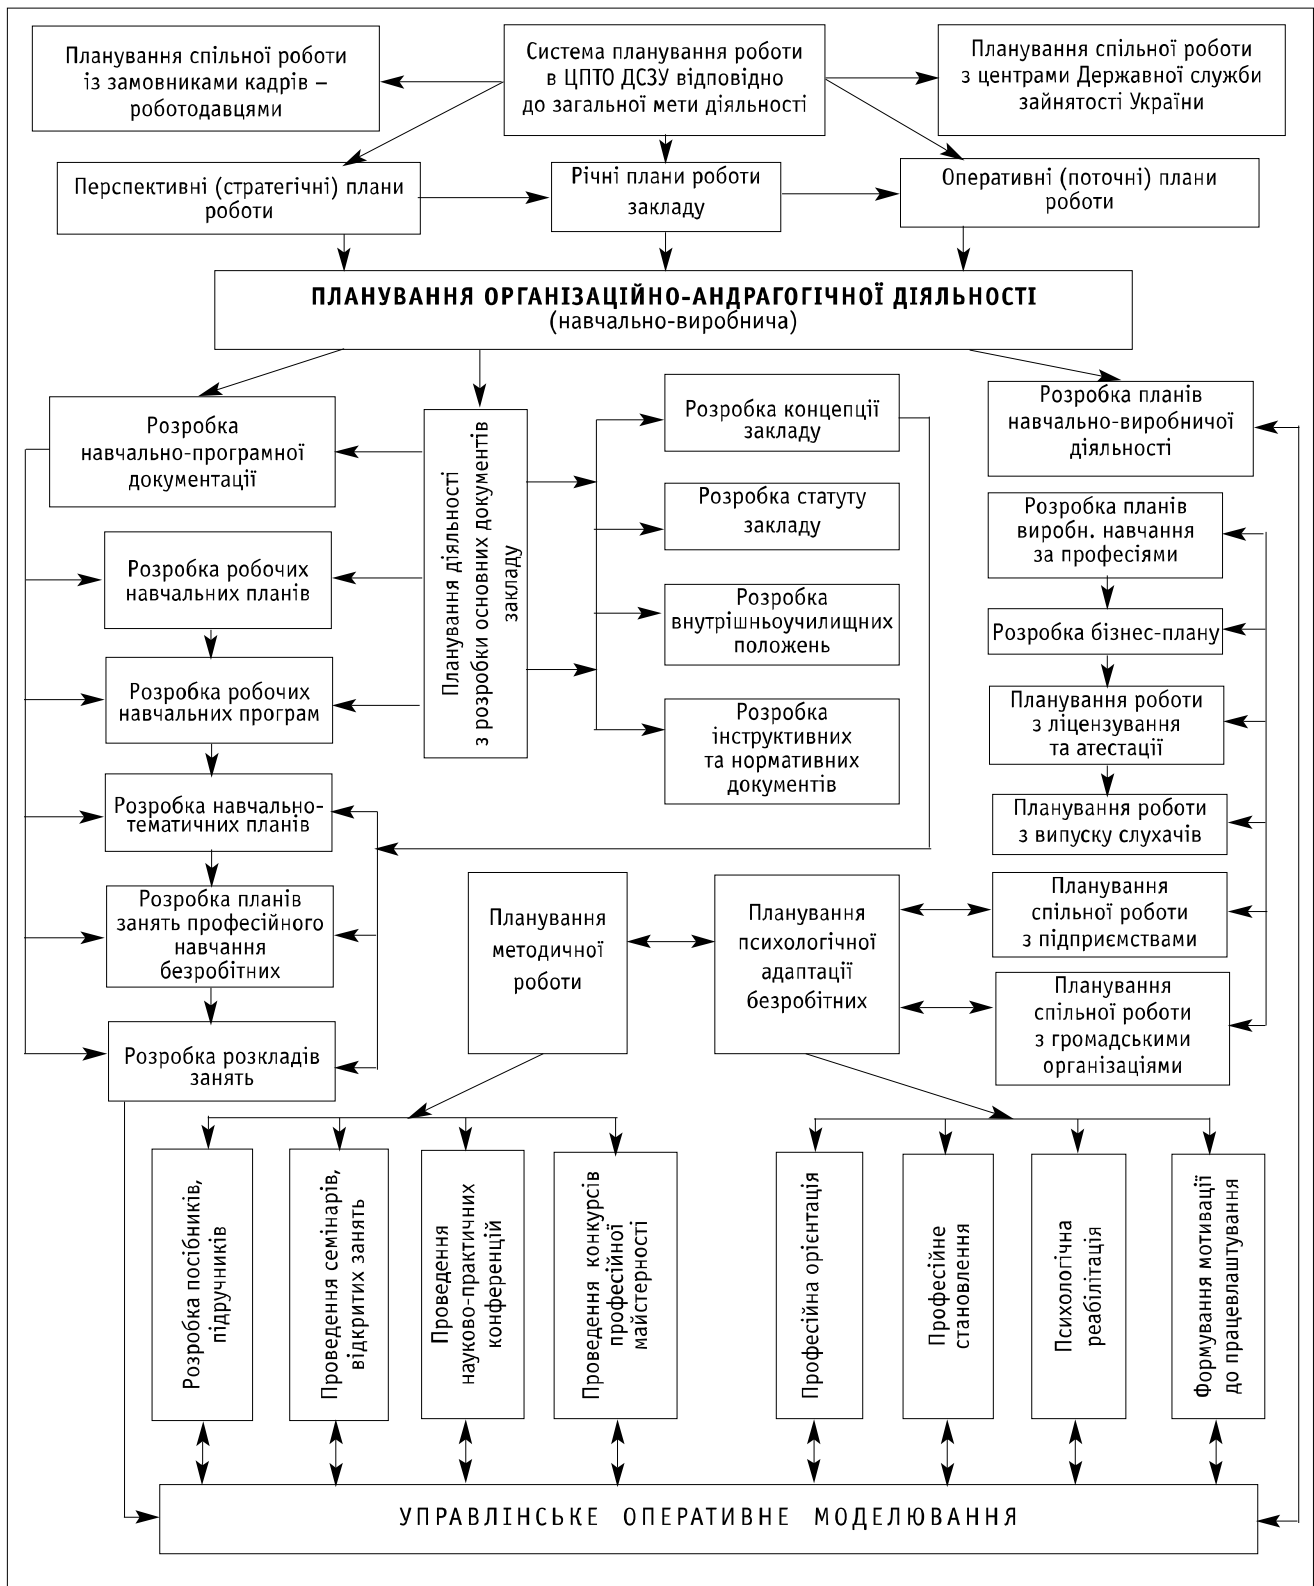 Планування спільної роботи
із замовниками кадрів –
роботодавцями
Система планування роботи
в ЦПТО ДСЗУ відповідно
до загальної мети діяльності
Планування спільної роботи
з центрами Державної служби
зайнятості України
Перспективні (стратегічні) плани
роботи
Річні плани роботи
закладу
Оперативні (поточні) плани
роботи
ПЛАНУВАННЯ ОРГАНІЗАЦІЙНО-АНДРАГОГІЧНОЇ ДІЯЛЬНОСТІ
(навчально-виробнича)
Розробка
навчально-програмної
документації
Планування діяльності
з розробки основних документів
закладу
Розробка концепції
закладу
Розробка планів
навчально-виробничої
діяльності
Розробка статуту
закладу
Розробка планів
виробн. навчання
за професіями
Розробка робочих
навчальних планів
Розробка
внутрішньоучилищних
положень
Розробка бізнес-плану
Розробка робочих
навчальних програм
Розробка
інструктивних
та нормативних
документів
Планування роботи
з ліцензування
та атестації
Розробка навчально-
тематичних планів
Планування роботи
з випуску слухачів
Розробка планів
занять професійного
навчання
безробітних
Планування
методичної
роботи
Планування
психологічної
адаптації
безробітних
Планування
спільної роботи
з підприємствами
Планування
спільної роботи
з громадськими
організаціями
Розробка розкладів
занять
Розробка посібників,
підручників
Проведення семінарів,
відкритих занять
Проведення
науково-практичних
конференцій
Проведення конкурсів
професійної
майстерності
Професійна орієнтація
Професійне
становлення
Психологічна
реабілітація
Формування мотивації
до працевлаштування
УПРАВЛІНСЬКЕ ОПЕРАТИВНЕ МОДЕЛЮВАННЯ